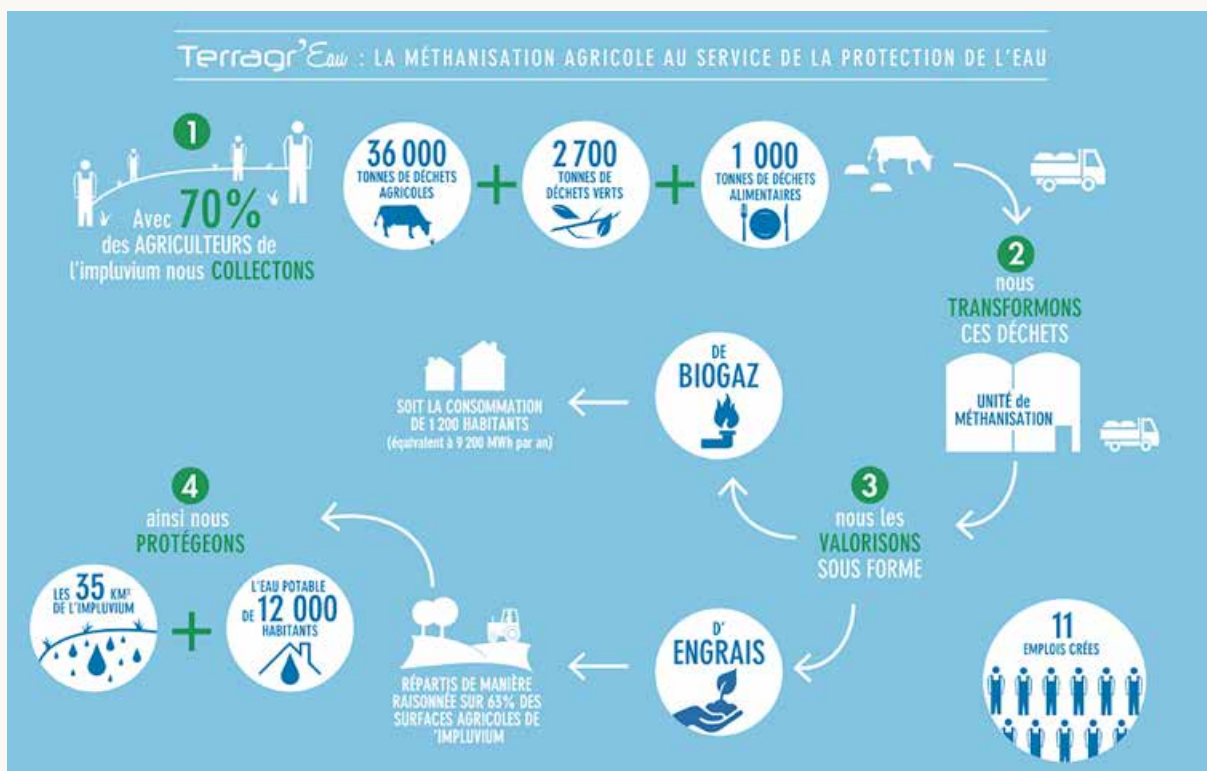 Terragr'Eau : LA MÉTHANISATION AGRICOLE AU SERVICE DE LA PROTECTION DE L'EAU
1
Avec 70%
des AGRICULTEURS de
l'impluvium nous COLLECTONS
36 000
TONNES DE DÉCHETS
AGRICOLES
+
2 700
TONNES DE
DÉCHETS VERTS
+
1 000
TONNES DE DÉCHETS
ALIMENTAIRES
2
nous
TRANSFORMONS
CES DÉCHETS
UNITÉ de
MÉTHANISATION
3
nous les
VALORISONS
SOUS FORME
DE
BIOGAZ
SOIT LA CONSOMMATION
DE 1 200 HABITANTS
(équivalent à 9 200 MWh par an)
D'
ENGRAIS
RÉPARTIS DE MANIÈRE
RAISONNÉE SUR 63% DES
SURFACES AGRICOLES DE
'IMPLUVIUM
4
ainsi nous
PROTÉGEONS
LES 35 KM²
DE L'IMPLUVIUM
+
L'EAU POTABLE
DE 12 000
HABITANTS
11
EMPLOIS CRÉES